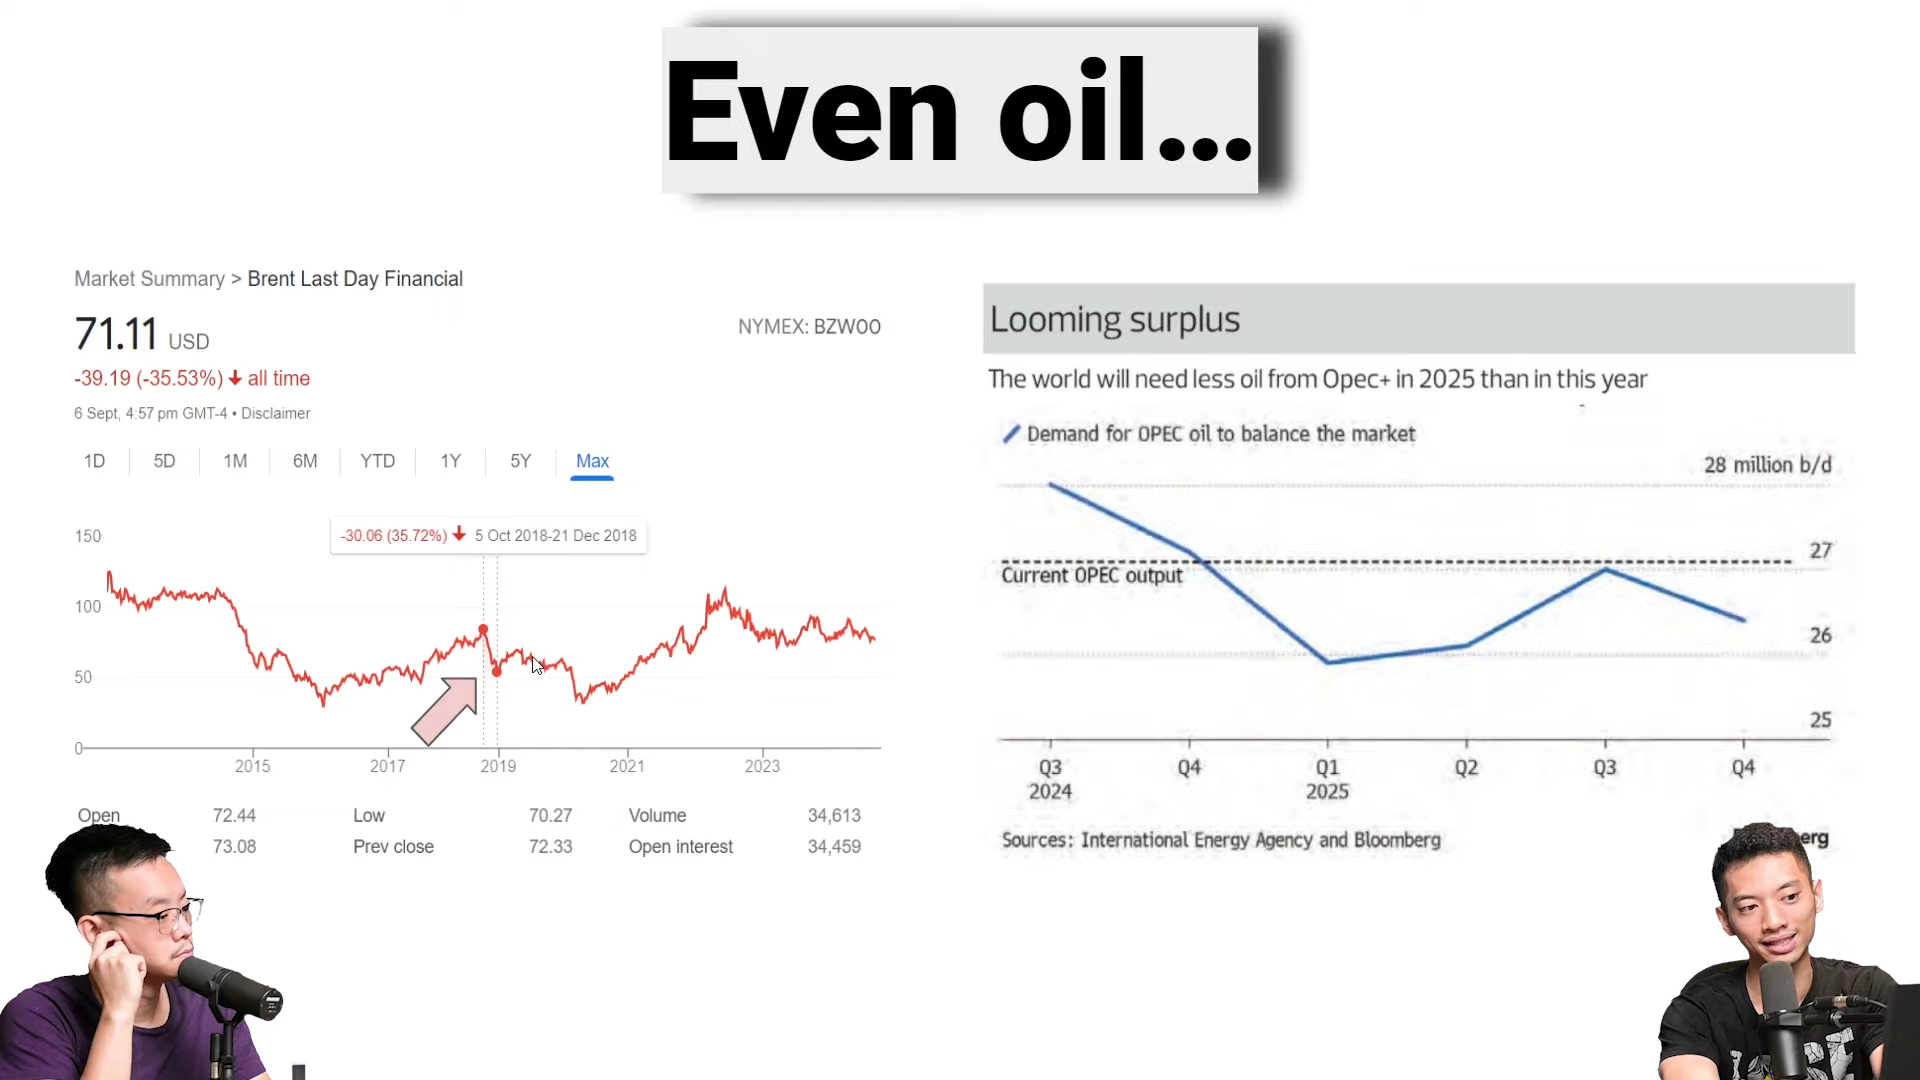 Even oil...
Market Summary > Brent Last Day Financial
71.11 USD
NYMEX: BZW00
-39.19 (-35.53%) all time
6 Sept, 4:57 pm GMT-4 • Disclaimer
1D 5D 1M 6M YTD 1Y 5Y Max
-30.06 (35.72%) 5 Oct 2018-21 Dec 2018
150
100
50
0
2015 2017 2019 2021 2023
Open 72.44 Low 70.27 Volume 34,613
73.08 Prev close 72.33 Open interest 34,459
Looming surplus
The world will need less oil from Opec+ in 2025 than in this year
Demand for OPEC oil to balance the market
28 million b/d
27
Current OPEC output
26
25
Q3 Q4 Q1 Q2 Q3 Q4
2024 2025
Sources: International Energy Agency and Bloomberg